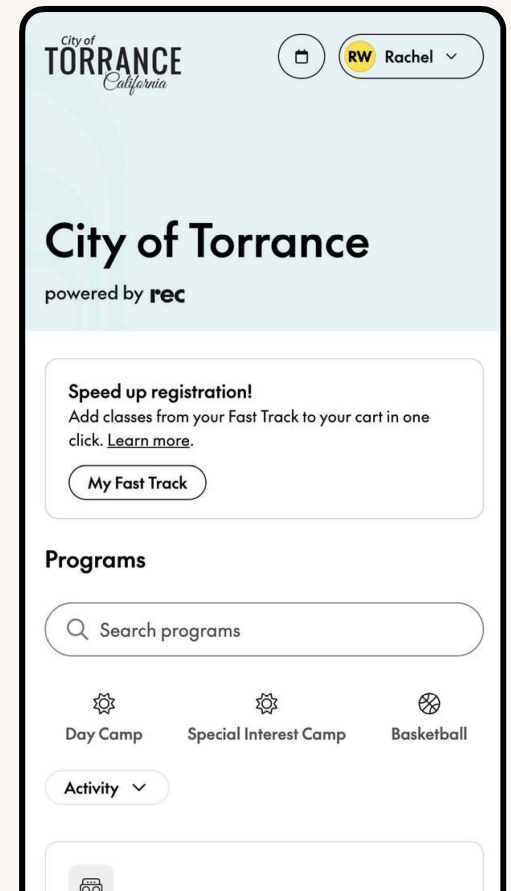 City of
TORRANCE
California
RW Rachel
City of Torrance
powered by rec
Speed up registration!
Add classes from your Fast Track to your cart in one
click. Learn more.
My Fast Track
Programs
Search programs
Day Camp Special Interest Camp Basketball
Activity